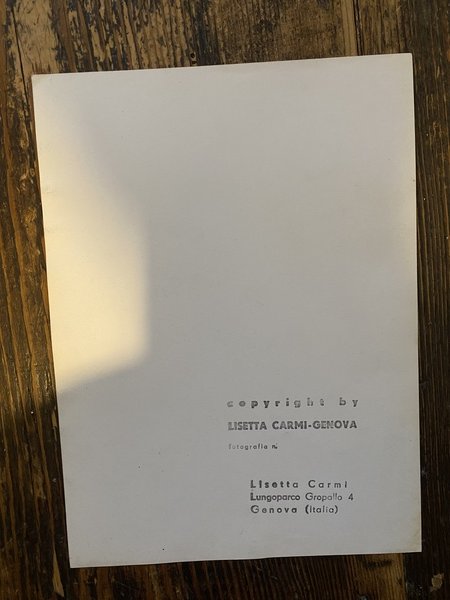 copyright by
LISETTA CARMI-GENOVA
fotografia n.
Lisetta Carmi
Lungoparco Gropallo 4
Genova (Italia)